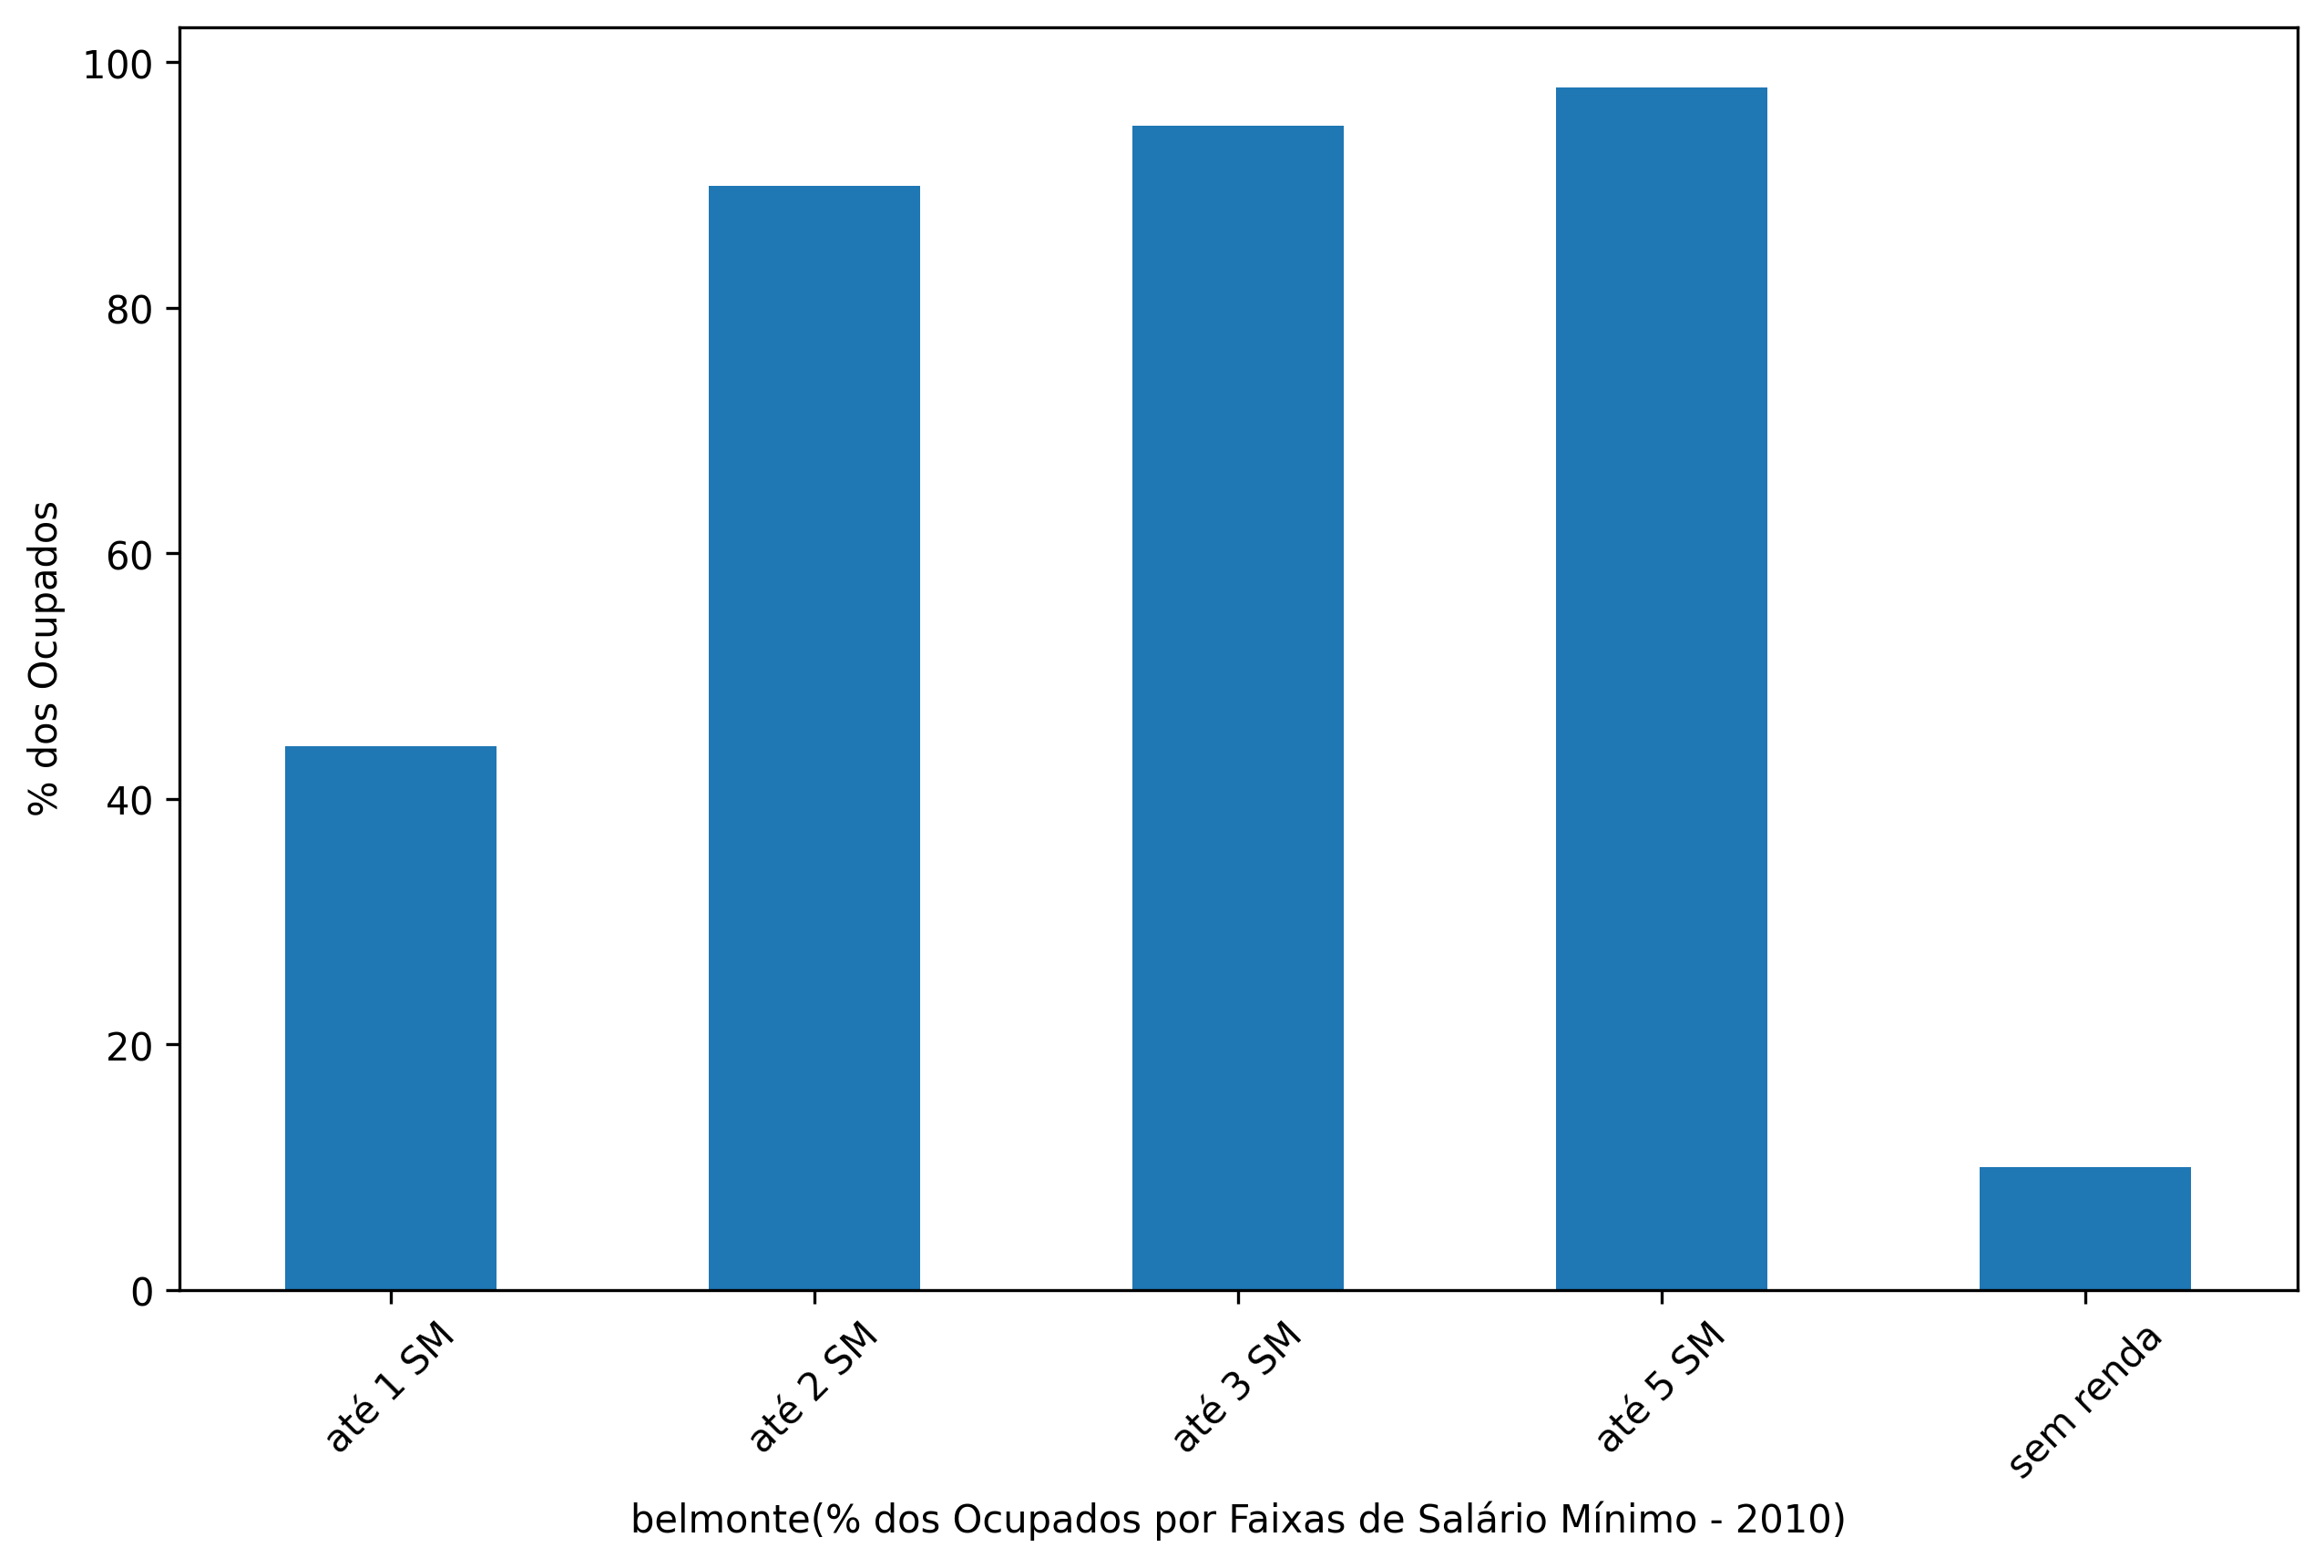 100
80
60
40
20
0
% dos Ocupados
até 1 SM
até 2 SM
até 3 SM
até 5 SM
sem renda
belmonte(% dos Ocupados por Faixas de Salário Mínimo - 2010)